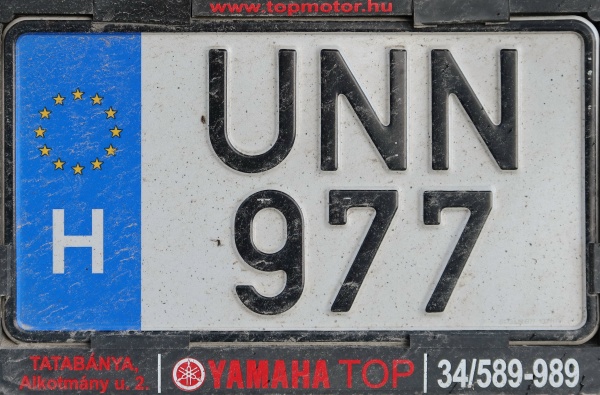 www.topmotor.hu
UNN
H
977
TATABÁNYA,
Alkotmány u. 2.
YAMAHA TOP
34/589-989